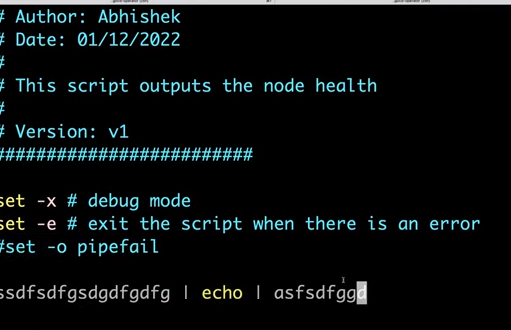 # Author: Abhishek
# Date: 01/12/2022
#
# This script outputs the node health
#
# Version: v1
##########################
set -x # debug mode
set -e # exit the script when there is an error
#set -o pipefail
ssdfsdfgsdgdfgdfg | echo | asfsdfggd